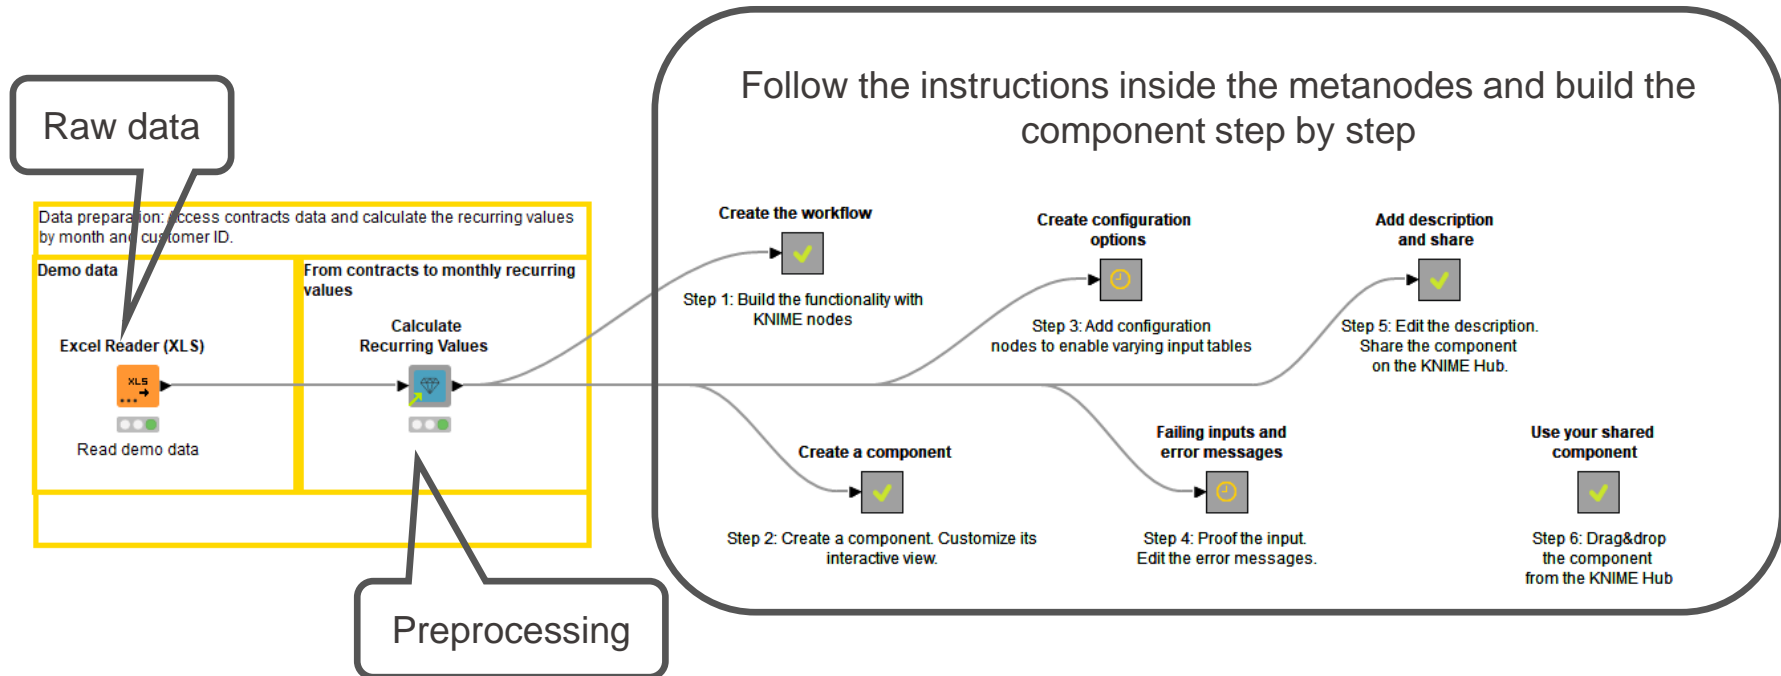 Follow the instructions inside the metanodes and build the
component step by step
Raw data
Data preparation: Access contracts data and calculate the recurring values
by month and customer ID.
Demo data
From contracts to monthly recurring
values
Excel Reader (XLS)
XLS
Read demo data
Calculate
Recurring Values
Preprocessing
Create the workflow
Step 1: Build the functionality with
KNIME nodes
Create configuration
options
Step 3: Add configuration
nodes to enable varying input tables
Add description
and share
Step 5: Edit the description.
Share the component
on the KNIME Hub.
Create a component
Step 2: Create a component. Customize its
interactive view.
Failing inputs and
error messages
Step 4: Proof the input.
Edit the error messages.
Use your shared
component
Step 6: Drag&drop
the component
from the KNIME Hub